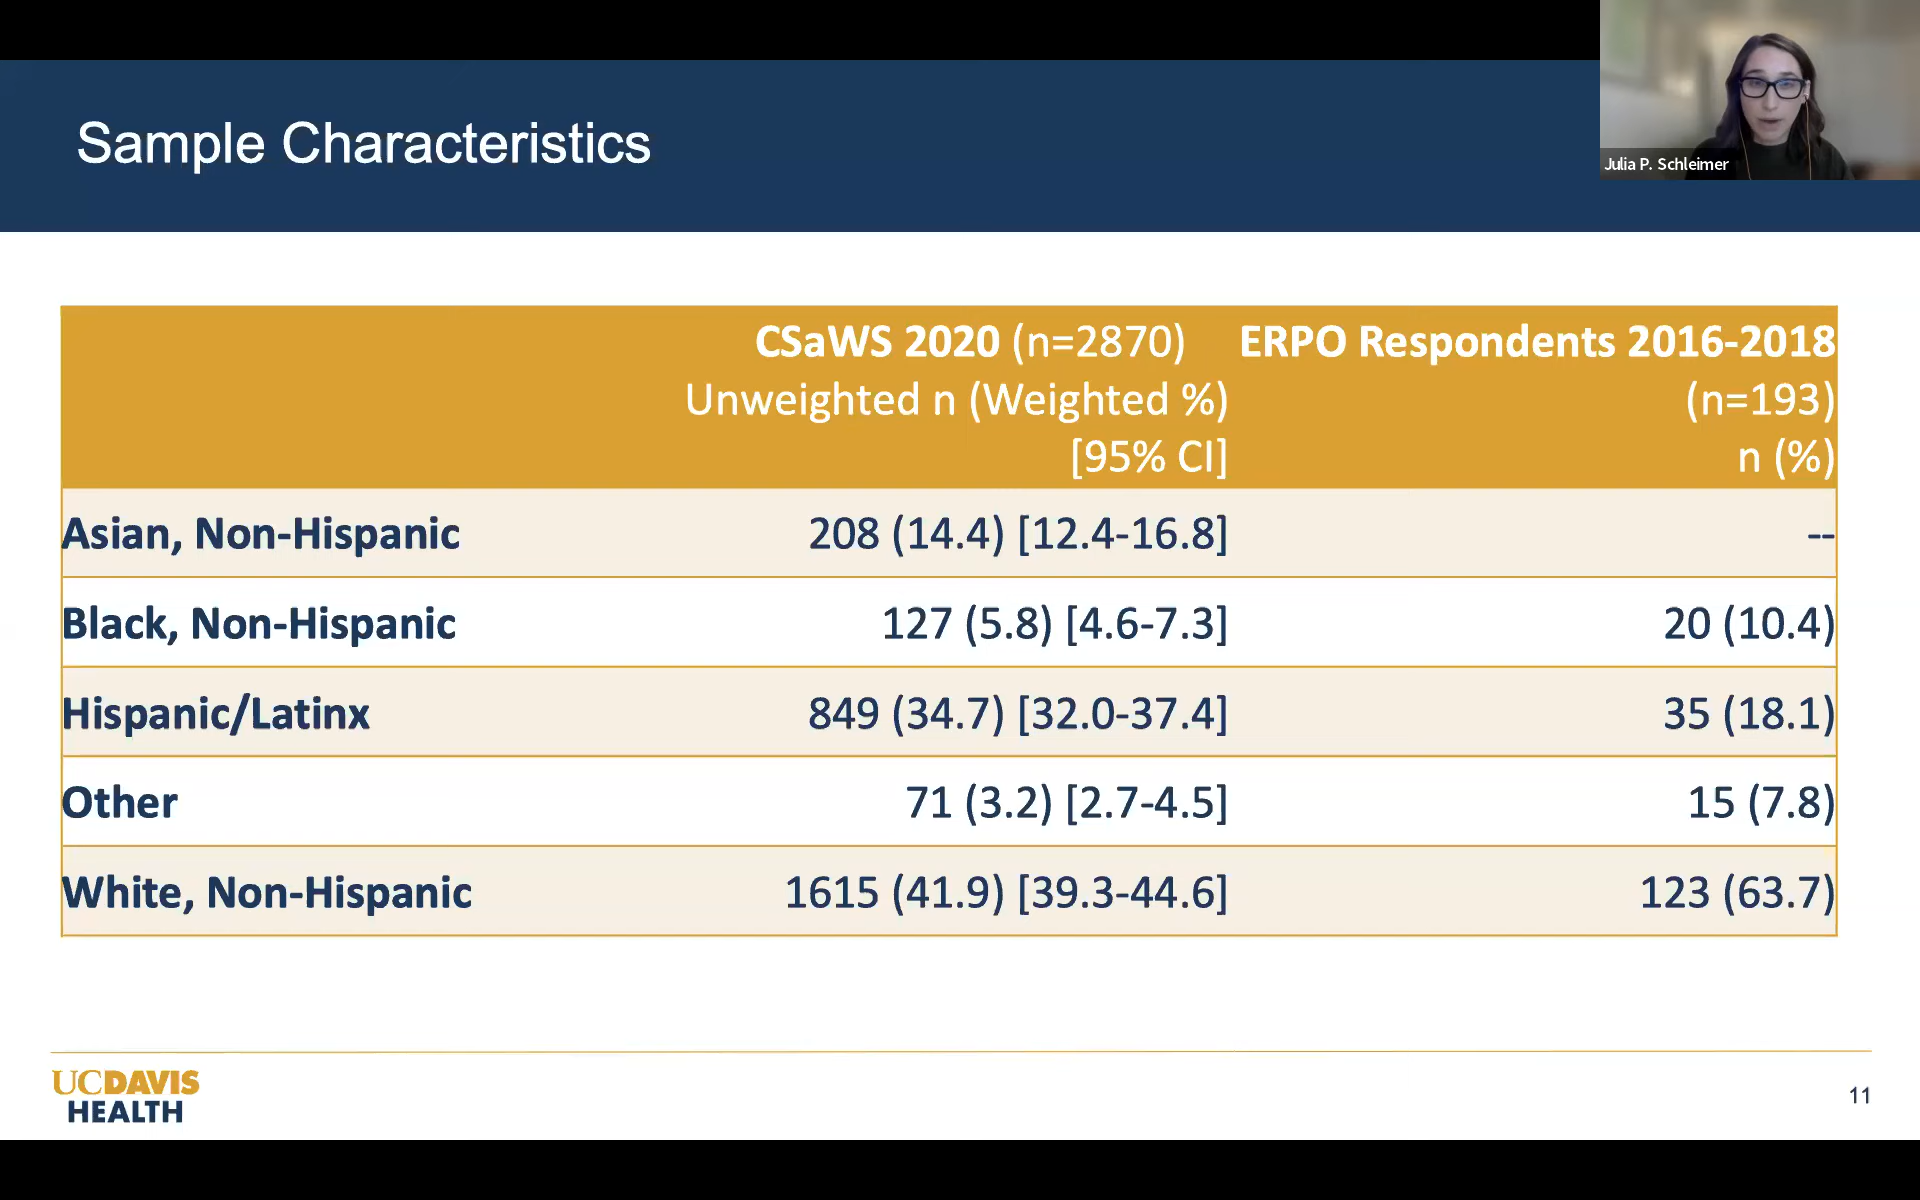 Sample Characteristics
Julia P. Schleimer
CSaWS 2020 (n=2870)
Unweighted n (Weighted %)
[95% CI]
ERPO Respondents 2016-2018
(n=193)
n (%)
Asian, Non-Hispanic 208 (14.4) [12.4-16.8] --
Black, Non-Hispanic 127 (5.8) [4.6-7.3] 20 (10.4)
Hispanic/Latinx 849 (34.7) [32.0-37.4] 35 (18.1)
Other 71 (3.2) [2.7-4.5] 15 (7.8)
White, Non-Hispanic 1615 (41.9) [39.3-44.6] 123 (63.7)
UCDAVIS
HEALTH
11